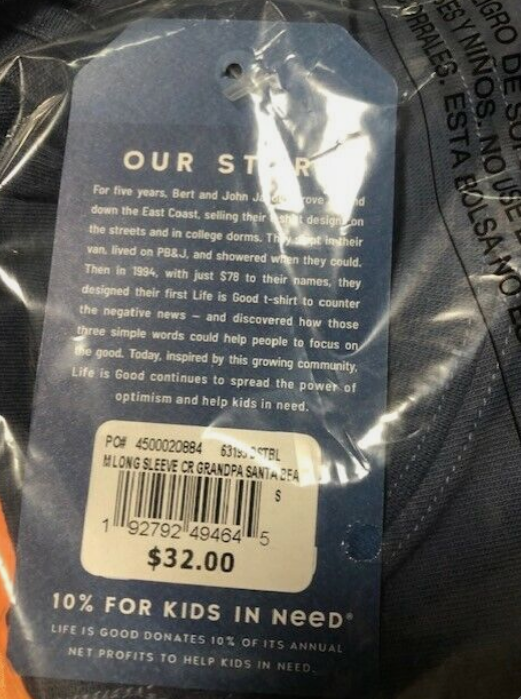 OUR
For five years, Bert and John
down the East Coast, selling their design on
the streets and in college dorms. They slept in their
van, lived on PB&J, and showered when they could.
Then in 1994, with just $78 to their names, they
designed their first Life is Good t-shirt to counter
the negative news — and discovered how those
three simple words could help people to focus on
the good. Today, inspired by this growing community,
Life is Good continues to spread the power of
optimism and help kids in need.
PO# 4500020884
M LONG SLEEVE CR GRANDPA SANTA
S
1 92792 49464 5
$32.00
10% FOR KIDS IN NeeD®
LIFE IS GOOD DONATES 10% OF ITS ANNUAL
NET PROFITS TO HELP KIDS IN NEED.
DE
Y NIÑOS. NO USE
ESTA BOLSA NO